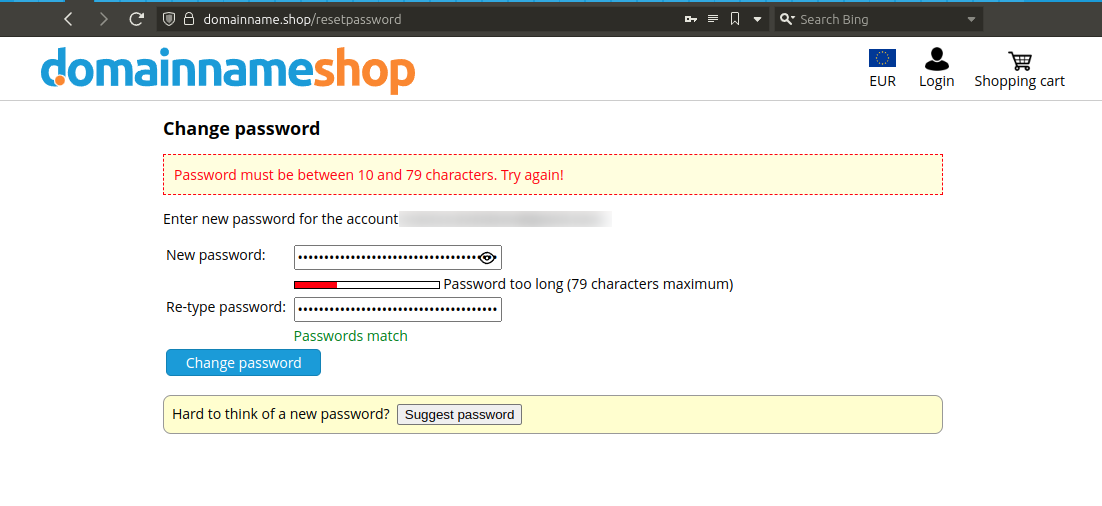 domainname.shop/resetpassword
Search Bing
domainnameshop
EUR
Login
Shopping cart
Change password
Password must be between 10 and 79 characters. Try again!
Enter new password for the account
New password: ••••••••••••••••••••••••••••••••••••••
Password too long (79 characters maximum)
Re-type password: ••••••••••••••••••••••••••••••••••••••
Passwords match
Change password
Hard to think of a new password? Suggest password